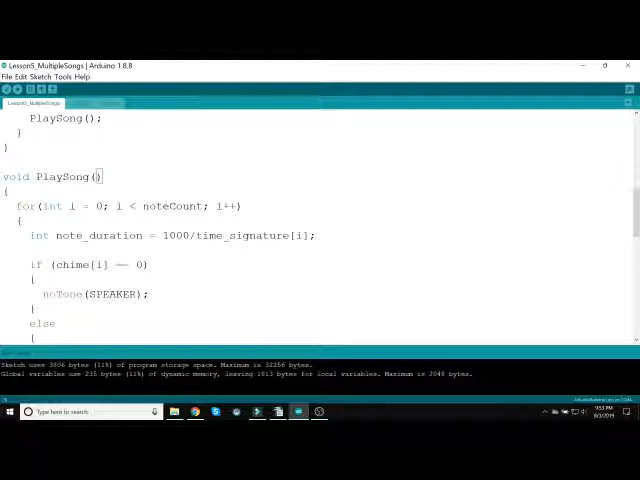 Lesson5_MultipleSongs | Arduino 1.8.8
File Edit Sketch Tools Help
Lesson5_MultipleSongs
PlaySong();
}
}
void PlaySong()
{
for(int i = 0; i < noteCount; i++)
{
int note_duration = 1000/time_signature[i];
if (chime[i] == 0)
{
noTone(SPEAKER);
}
else
{
Sketch uses 3806 bytes (11%) of program storage space. Maximum is 32256 bytes.
Global variables use 235 bytes (11%) of dynamic memory, leaving 1813 bytes for local variables. Maximum is 2048 bytes.
Type here to search
9:53 PM
8/3/2019